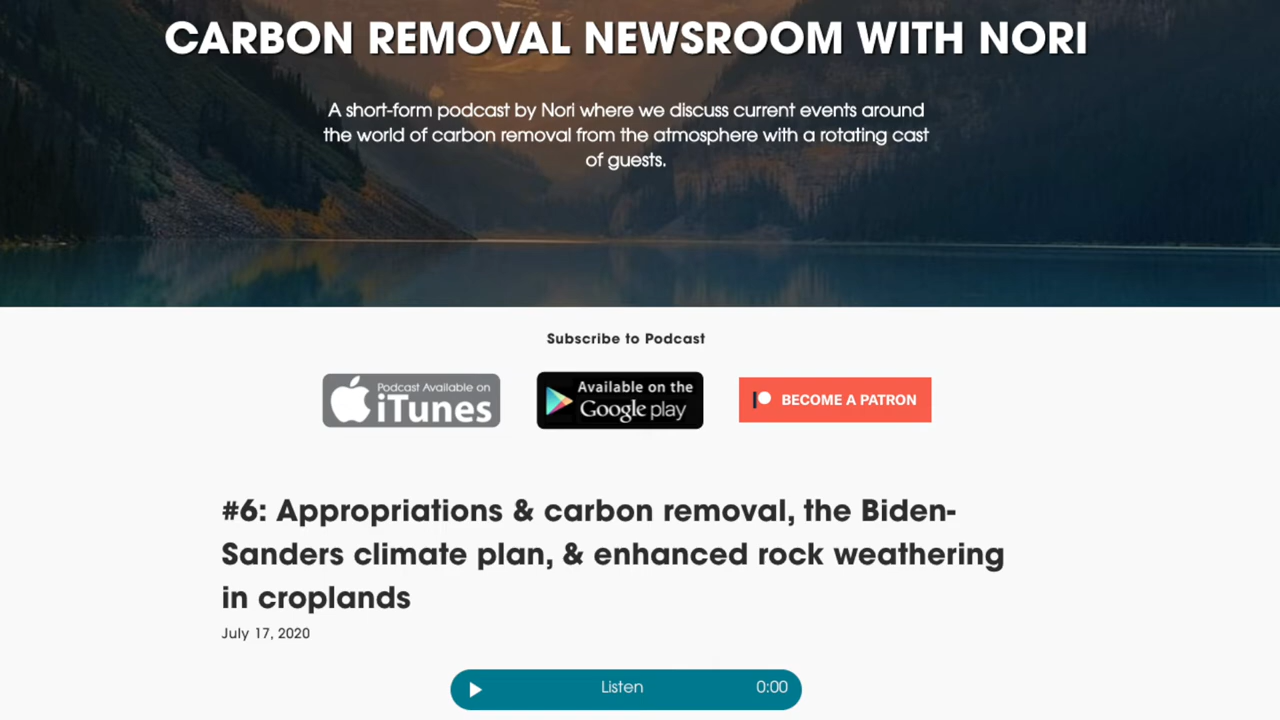 CARBON REMOVAL NEWSROOM WITH NORI
A short-form podcast by Nori where we discuss current events around
the world of carbon removal from the atmosphere with a rotating cast
of guests.
Subscribe to Podcast
Podcast Available on
iTunes
Available on the
Google play
BECOME A PATRON
#6: Appropriations & carbon removal, the Biden-
Sanders climate plan, & enhanced rock weathering
in croplands
July 17, 2020
Listen 0:00